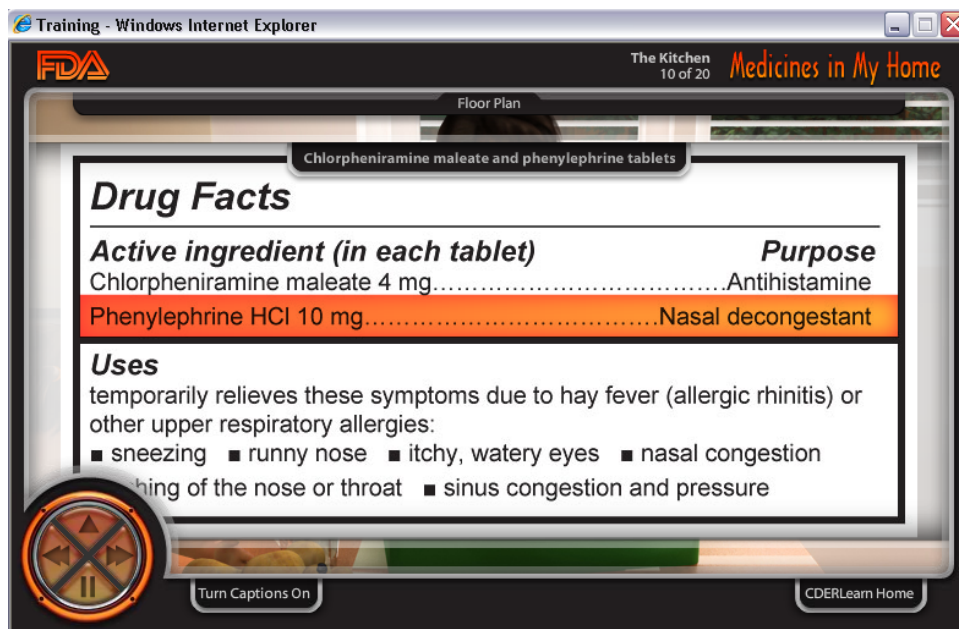 Training - Windows Internet Explorer
FDA
The Kitchen
10 of 20
Medicines in My Home
Floor Plan
Chlorpheniramine maleate and phenylephrine tablets
Drug Facts
Active ingredient (in each tablet) Purpose
Chlorpheniramine maleate 4 mg……………………………….Antihistamine
Phenylephrine HCl 10 mg……………………………….Nasal decongestant
Uses
temporarily relieves these symptoms due to hay fever (allergic rhinitis) or
other upper respiratory allergies:
■ sneezing ■ runny nose ■ itchy, watery eyes ■ nasal congestion
of the nose or throat ■ sinus congestion and pressure
Turn Captions On
CDERLearn Home